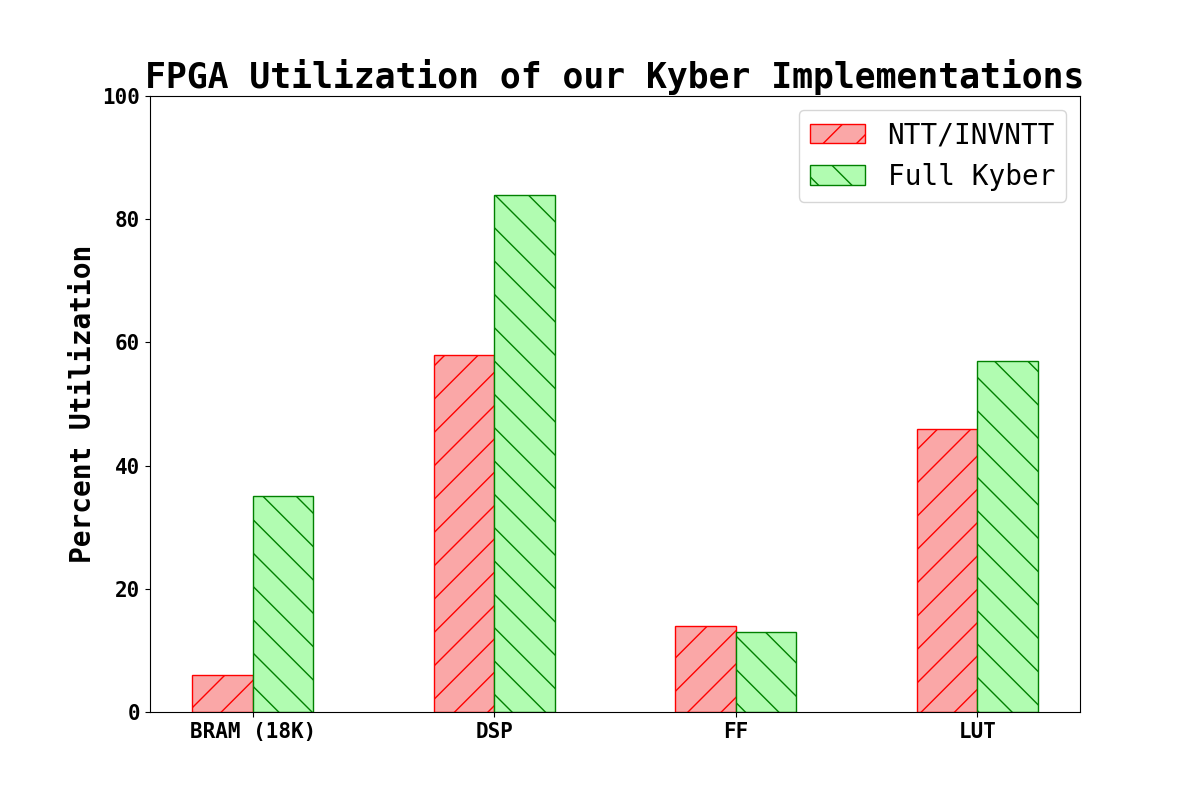 FPGA Utilization of our Kyber Implementations
NTT/INVNTT
Full Kyber
Percent Utilization
100
80
60
40
20
0
BRAM (18K) DSP FF LUT